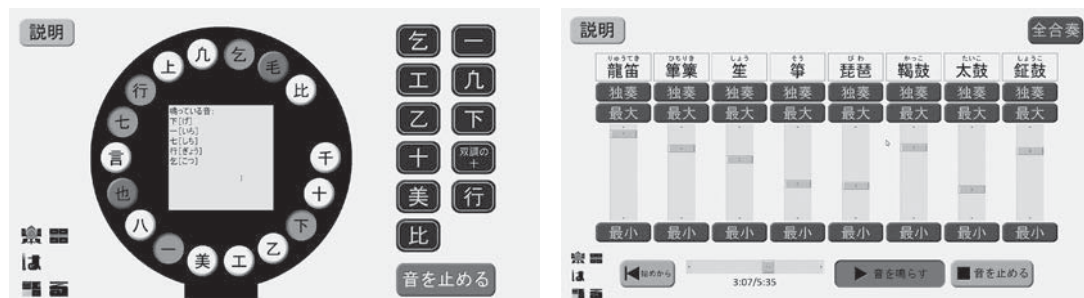 説明
几 乞 毛 比 千 十 下 乙 工 美 一 八 也 言 七 行 上
鳴っている音:
下[げ]
一[いち]
七[しち]
行[ぎょう]
乞[こつ]
乞 一
工 几
乙 下
十 双調の十
美 行
比
音を止める
は
説明
全合奏
りゅうてき ひちりき しょう そう びわ かっこ たいこ しょうこ
龍笛 篳篥 笙 箏 琵琶 鞨鼓 太鼓 鉦鼓
独奏 独奏 独奏 独奏 独奏 独奏 独奏 独奏
最大 最大 最大 最大 最大 最大 最大 最大
最小 最小 最小 最小 最小 最小 最小 最小
は
始めから
3:07/5:35
音を鳴らす
音を止める